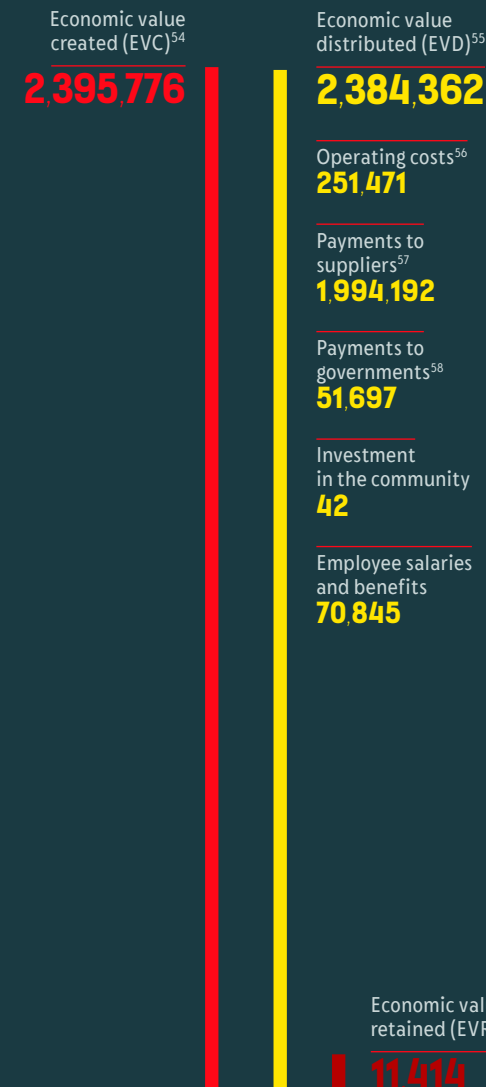 Economic value
created (EVC)54
2,395,776
Economic value
distributed (EVD)55
2,384,362
Operating costs56
251,471
Payments to
suppliers57
1,994,192
Payments to
governments58
51,697
Investment
in the community
42
Employee salaries
and benefits
70,845
Economic
retained
11,414